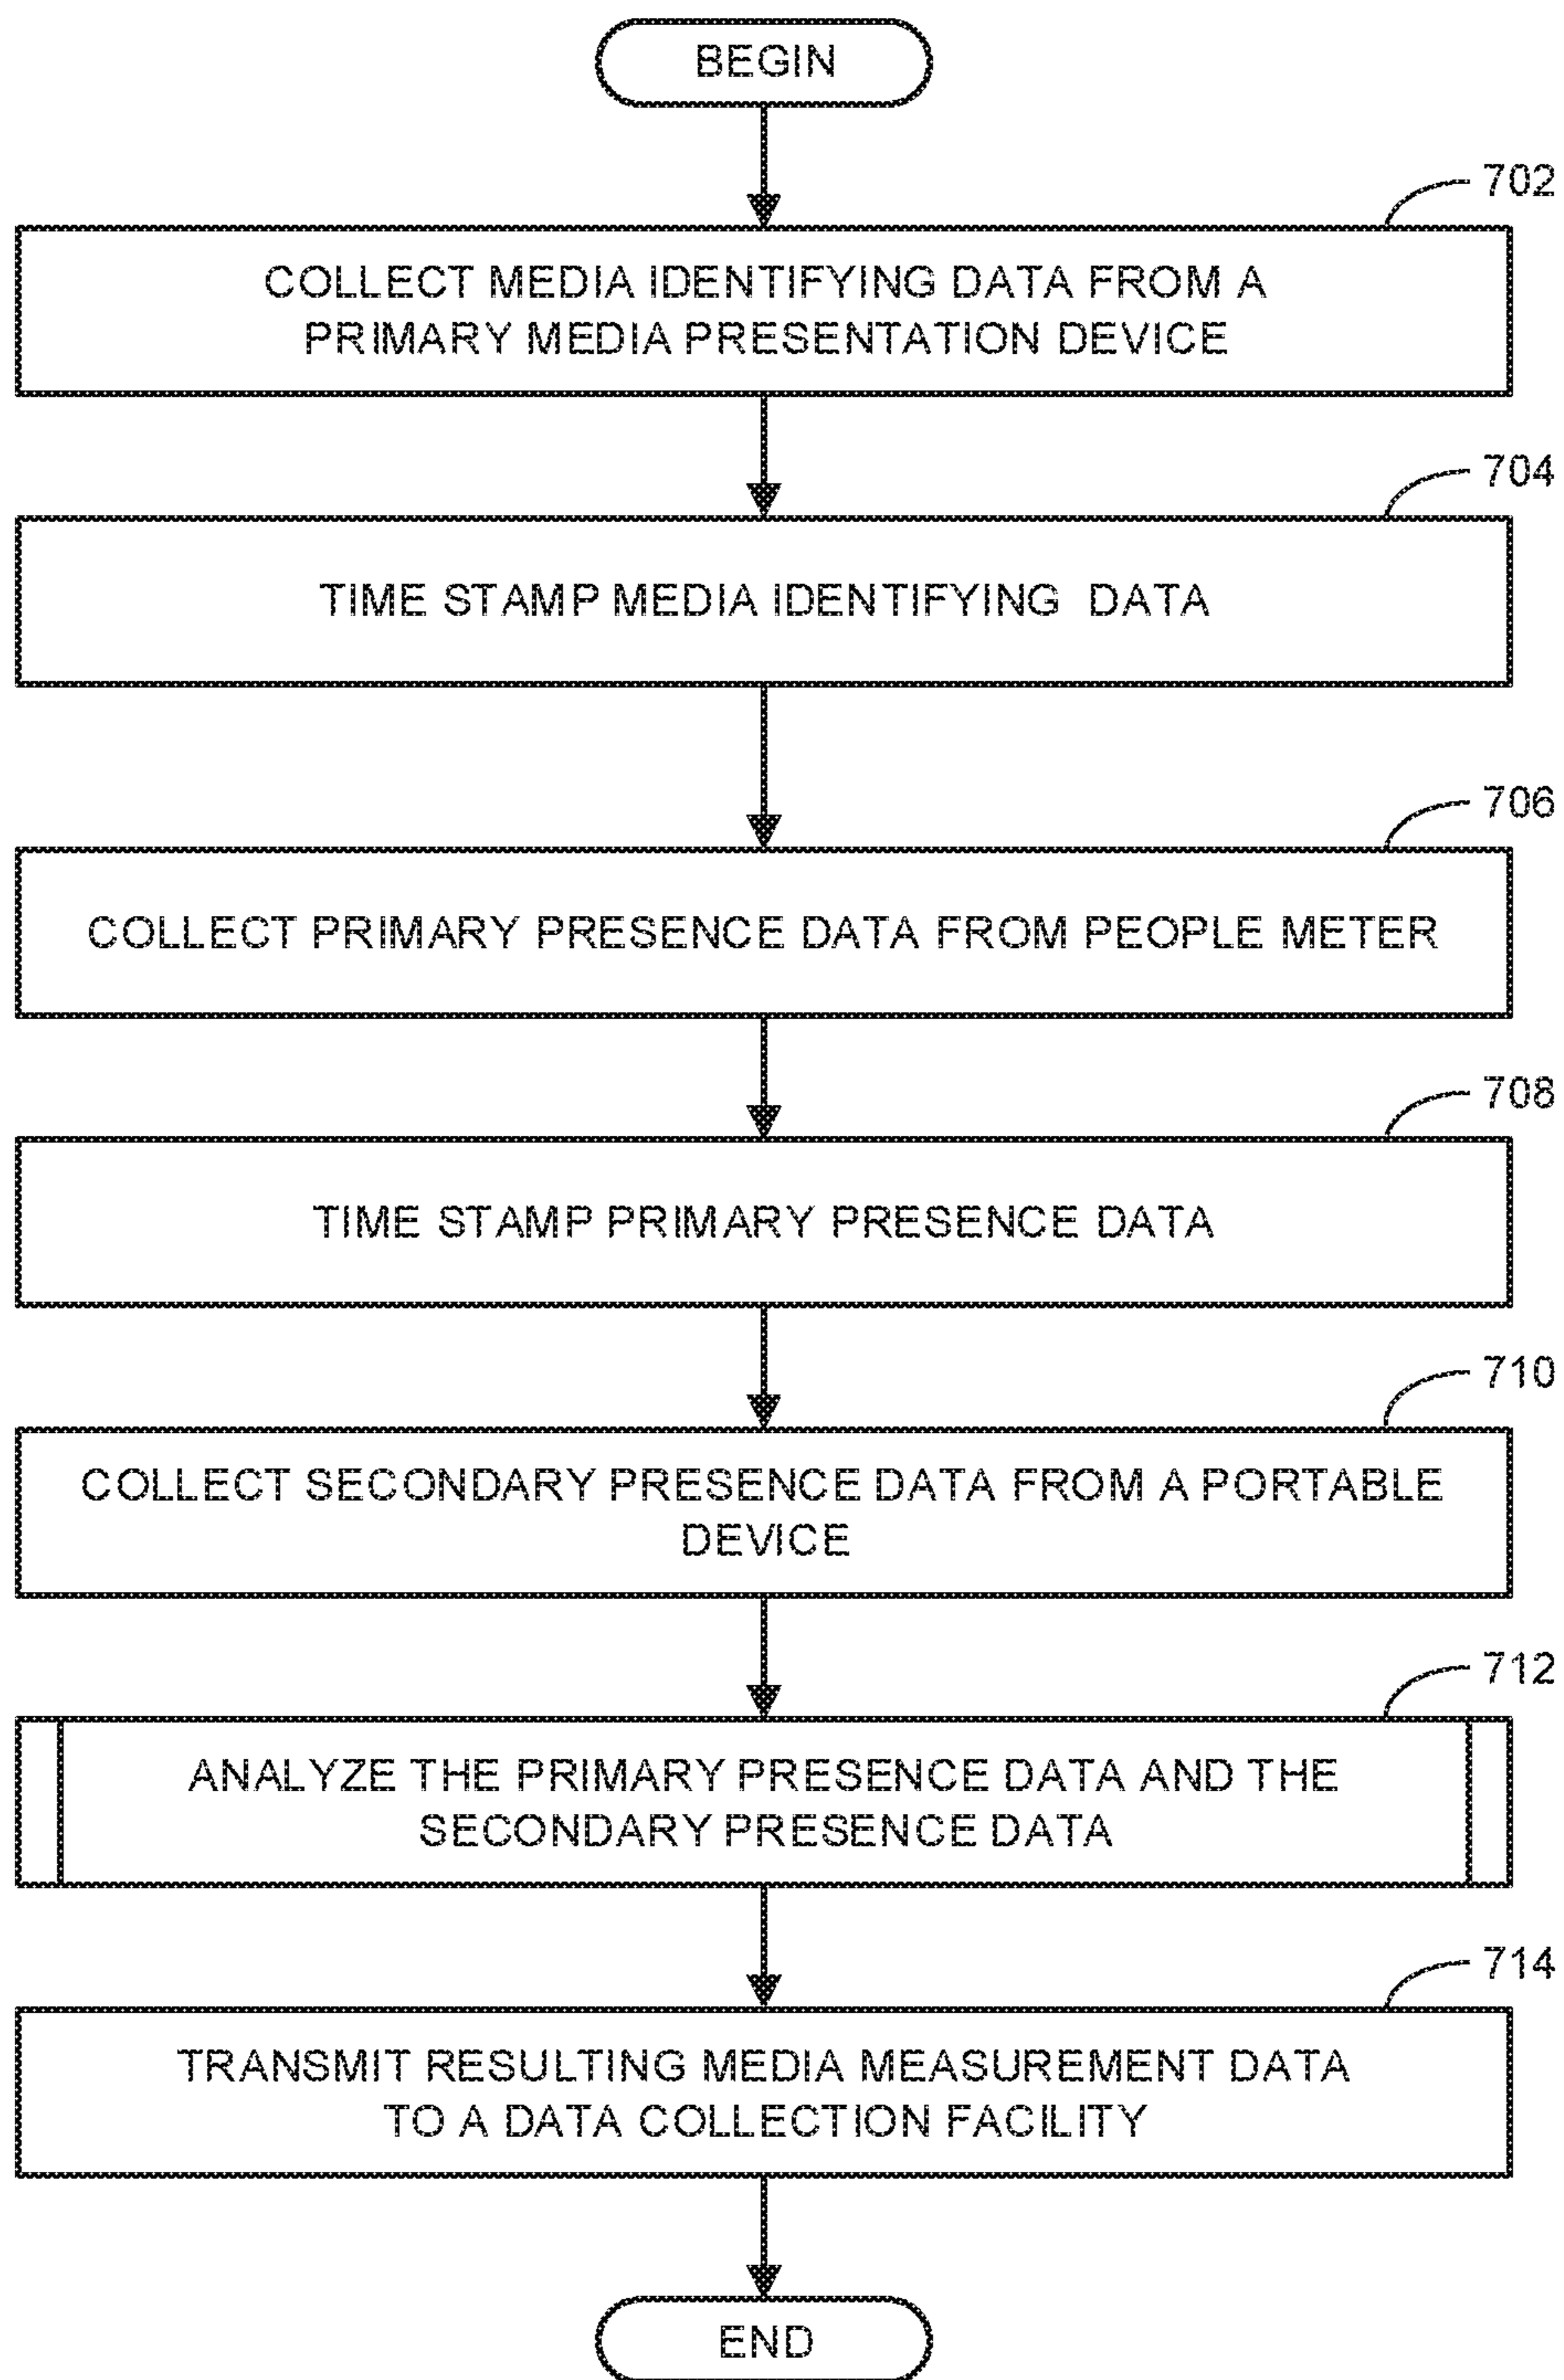 BEGIN
702
COLLECT MEDIA IDENTIFYING DATA FROM A
PRIMARY MEDIA PRESENTATION DEVICE
704
TIME STAMP MEDIA IDENTIFYING DATA
706
COLLECT PRIMARY PRESENCE DATA FROM PEOPLE METER
708
TIME STAMP PRIMARY PRESENCE DATA
710
COLLECT SECONDARY PRESENCE DATA FROM A PORTABLE
DEVICE
712
ANALYZE THE PRIMARY PRESENCE DATA AND THE
SECONDARY PRESENCE DATA
714
TRANSMIT RESULTING MEDIA MEASUREMENT DATA
TO A DATA COLLECTION FACILITY
END